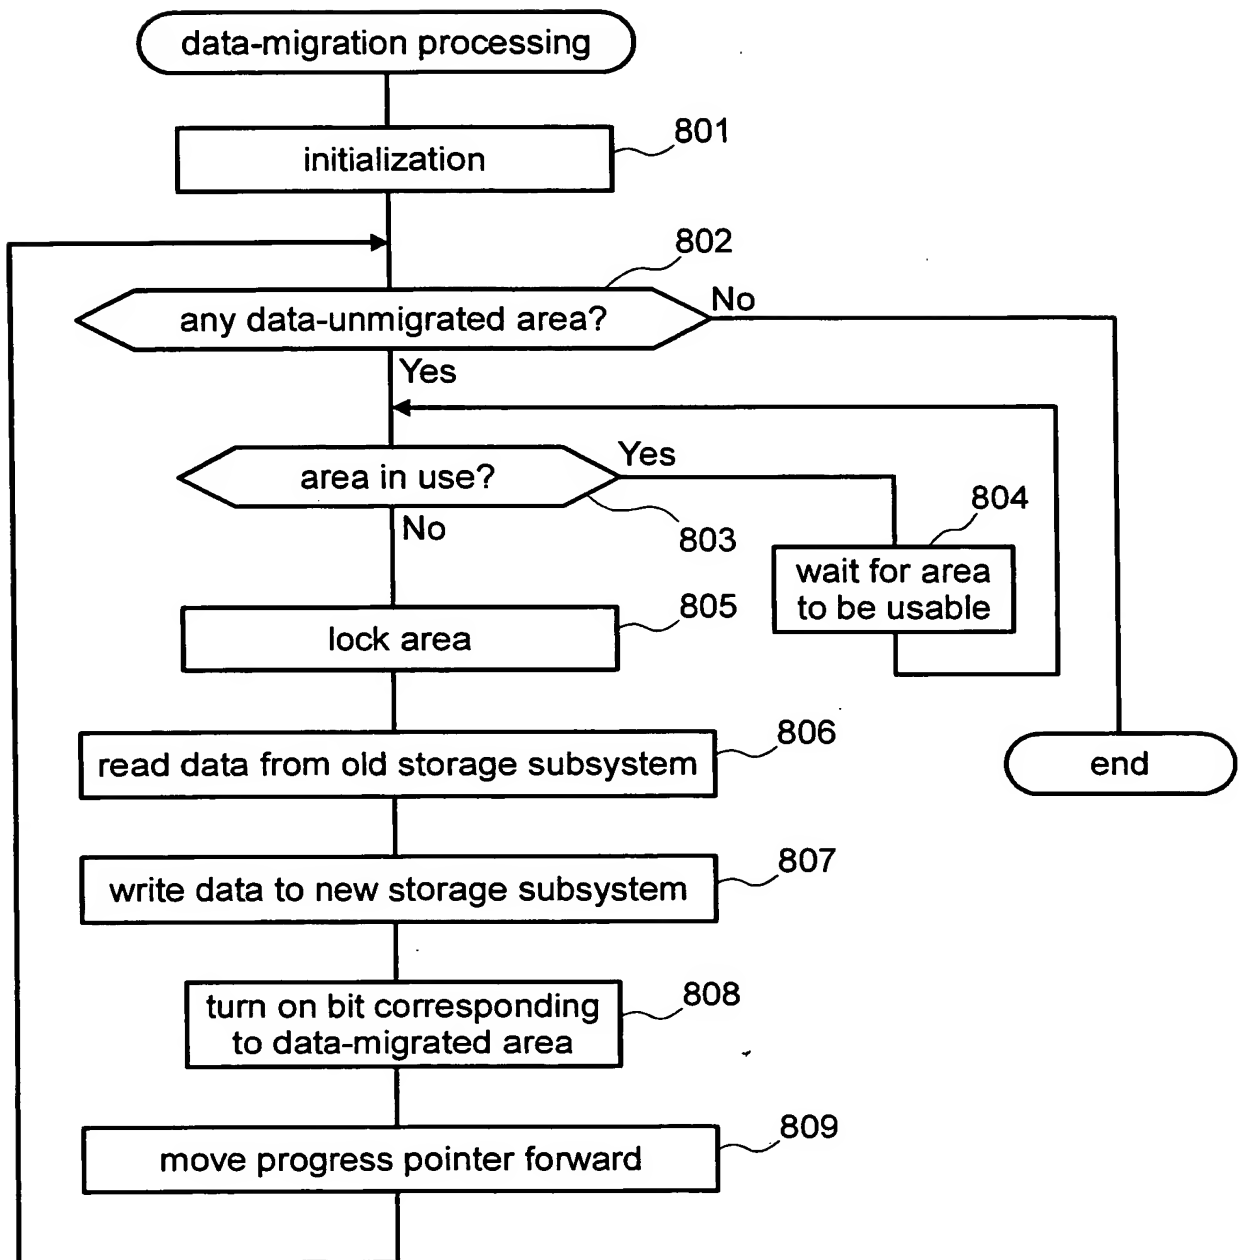 data-migration processing
801
initialization
802
any data-unmigrated area?
No
Yes
area in use?
Yes
803
No
804
wait for area
to be usable
805
lock area
806
read data from old storage subsystem
end
807
write data to new storage subsystem
808
turn on bit corresponding
to data-migrated area
809
move progress pointer forward